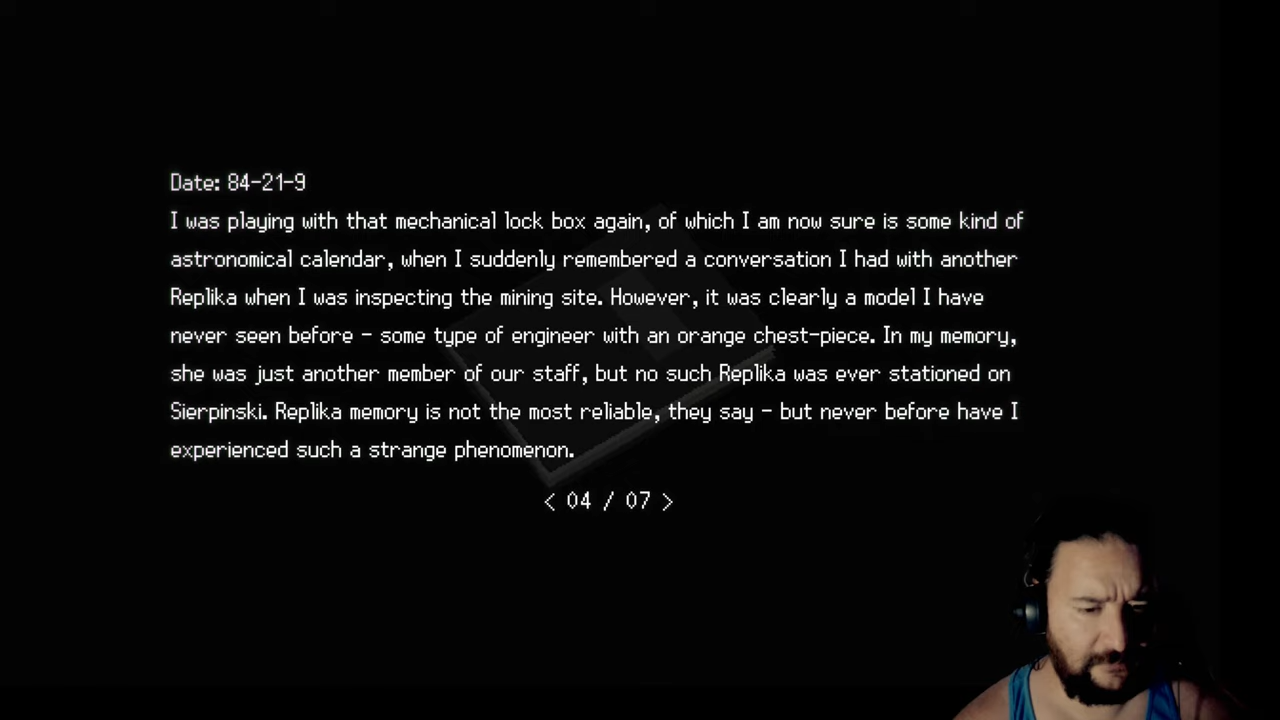 Date: 84-21-9
I was playing with that mechanical lock box again, of which I am now sure is some kind of
astronomical calendar, when I suddenly remembered a conversation I had with another
Replika when I was inspecting the mining site. However, it was clearly a model I have
never seen before - some type of engineer with an orange chest-piece. In my memory,
she was just another member of our staff, but no such Replika was ever stationed on
Sierpinski. Replika memory is not the most reliable, they say - but never before have I
experienced such a strange phenomenon.
< 04 / 07 >